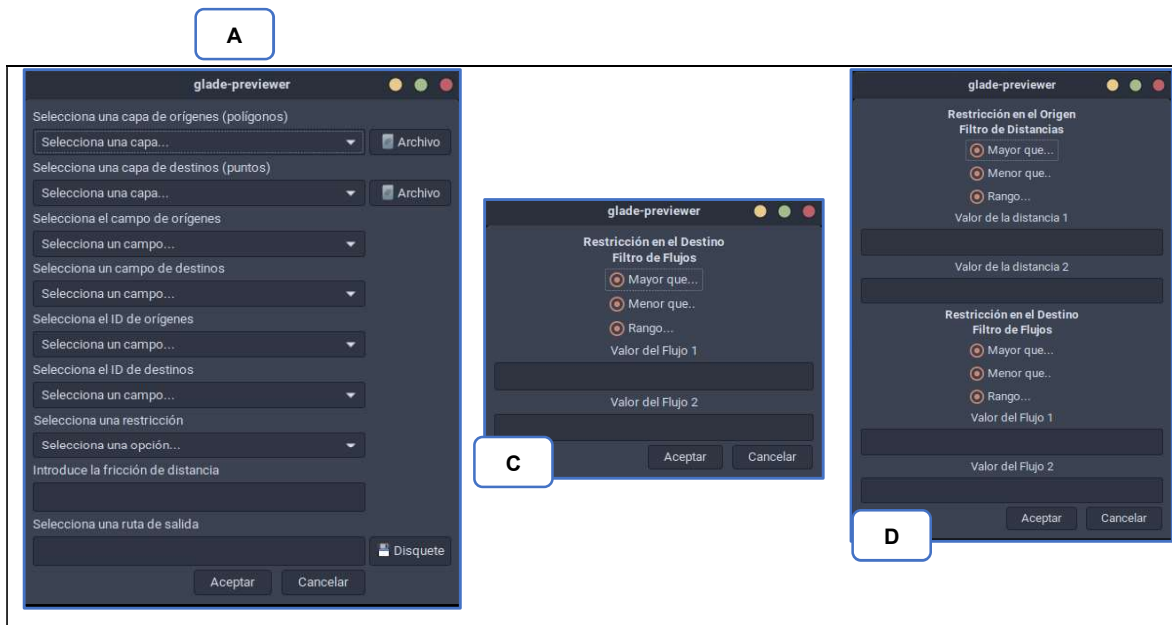 A
glade-previewer
Selecciona una capa de orígenes (polígonos)
Selecciona una capa...
Archivo
Selecciona una capa de destinos (puntos)
Selecciona una capa...
Archivo
Selecciona el campo de orígenes
Selecciona un campo...
Selecciona un campo de destinos
Selecciona un campo...
Selecciona el ID de orígenes
Selecciona un campo...
Selecciona el ID de destinos
Selecciona un campo...
Selecciona una restricción
Selecciona una opción...
Introduce la fricción de distancia
Selecciona una ruta de salida
Disquete
Aceptar Cancelar
glade-previewer
Restricción en el Destino
Filtro de Flujos
Mayor que...
Menor que..
Rango...
Valor del Flujo 1
Valor del Flujo 2
Aceptar Cancelar
C
glade-previewer
Restricción en el Origen
Filtro de Distancias
Mayor que...
Menor que..
Rango...
Valor de la distancia 1
Valor de la distancia 2
Restricción en el Destino
Filtro de Flujos
Mayor que...
Menor que..
Rango...
Valor del Flujo 1
Valor del Flujo 2
Aceptar Cancelar
D